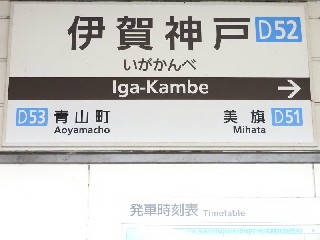 伊賀神戸 D52
いがかんべ
Iga-Kambe →
D53 青山町 美旗 D51
Aoyamacho Mihata
発車時刻表 Timetable